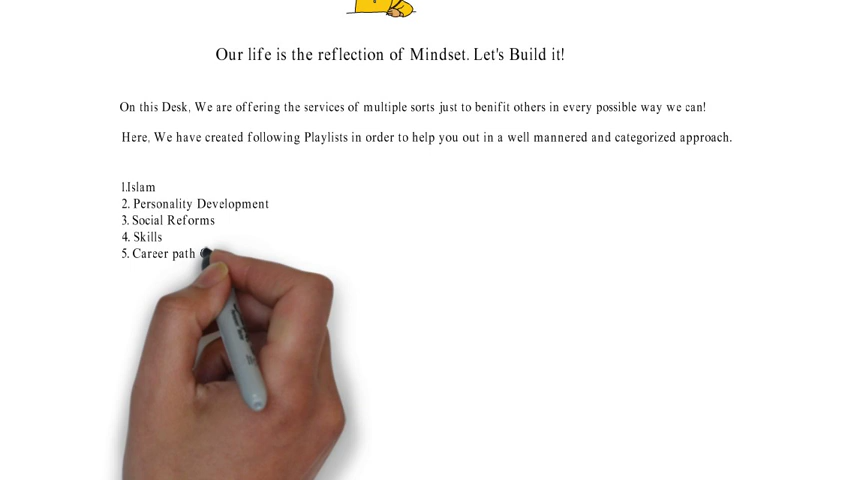 Our life is the reflection of Mindset. Let's Build it!
On this Desk, We are offering the services of multiple sorts just to benifit others in every possible way we can!
Here, We have created following Playlists in order to help you out in a well mannered and categorized approach.
1.Islam
2. Personality Development
3. Social Reforms
4. Skills
5. Career path